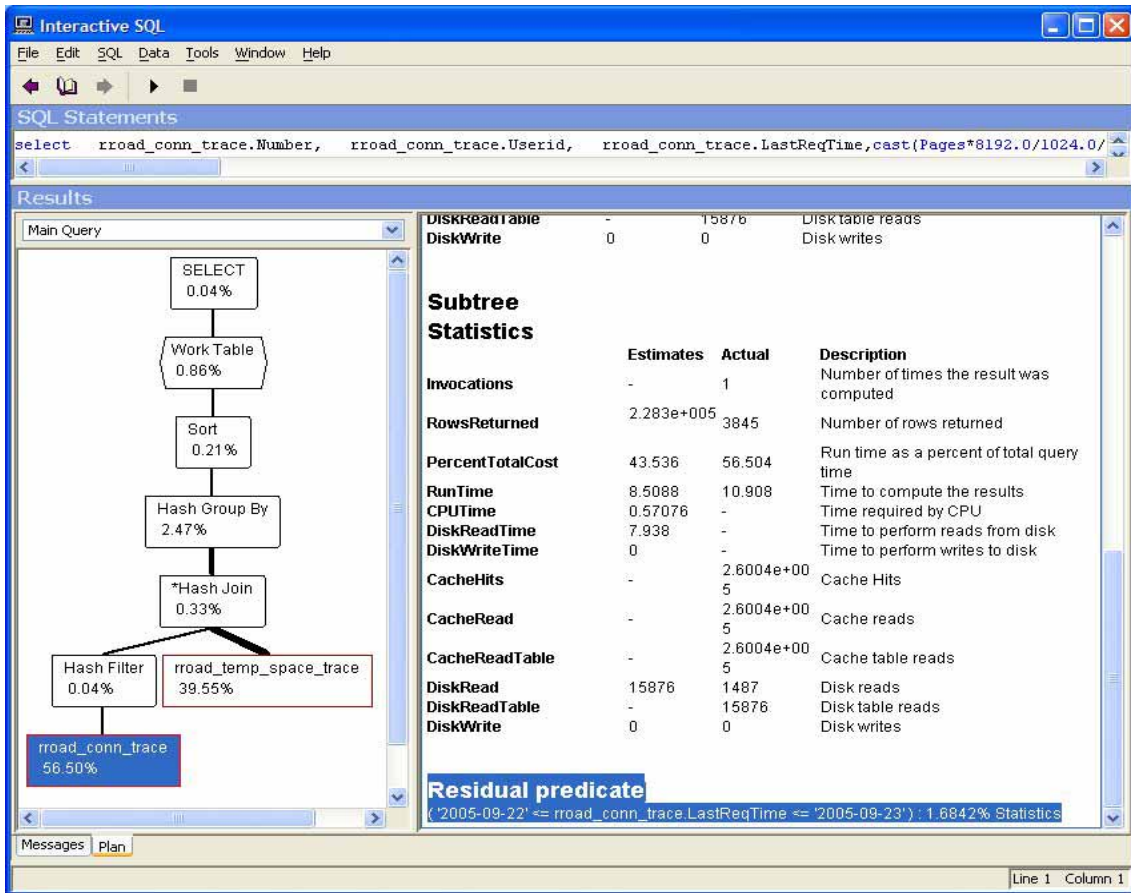 Interactive SQL
File Edit SQL Data Tools Window Help
SQL Statements
select rroad_conn_trace.Number, rroad_conn_trace.Userid, rroad_conn_trace.LastReqTime,cast(Pages*8192.0/1024.0/
Results
Main Query
SELECT
0.04%
Work Table
0.86%
Sort
0.21%
Hash Group By
2.47%
*Hash Join
0.33%
Hash Filter
0.04%
rroad_temp_space_trace
39.55%
rroad_conn_trace
56.50%
DiskReadTable - 15876 Disk table reads
DiskWrite 0 0 Disk writes
Subtree
Statistics
Estimates Actual Description
Invocations - 1 Number of times the result was
computed
RowsReturned 2.283e+005 3845 Number of rows returned
PercentTotalCost 43.536 56.504 Run time as a percent of total query
time
RunTime 8.5088 10.908 Time to compute the results
CPUTime 0.57076 - Time required by CPU
DiskReadTime 7.938 - Time to perform reads from disk
DiskWriteTime 0 - Time to perform writes to disk
CacheHits - 2.6004e+00
5 Cache Hits
CacheRead - 2.6004e+00
5 Cache reads
CacheReadTable - 2.6004e+00
5 Cache table reads
DiskRead 15876 1487 Disk reads
DiskReadTable - 15876 Disk table reads
DiskWrite 0 0 Disk writes
Residual predicate
( '2005-09-22' <= rroad_conn_trace.LastReqTime <= '2005-09-23' ) : 1.6842% Statistics
Messages Plan
Line 1 Column 1